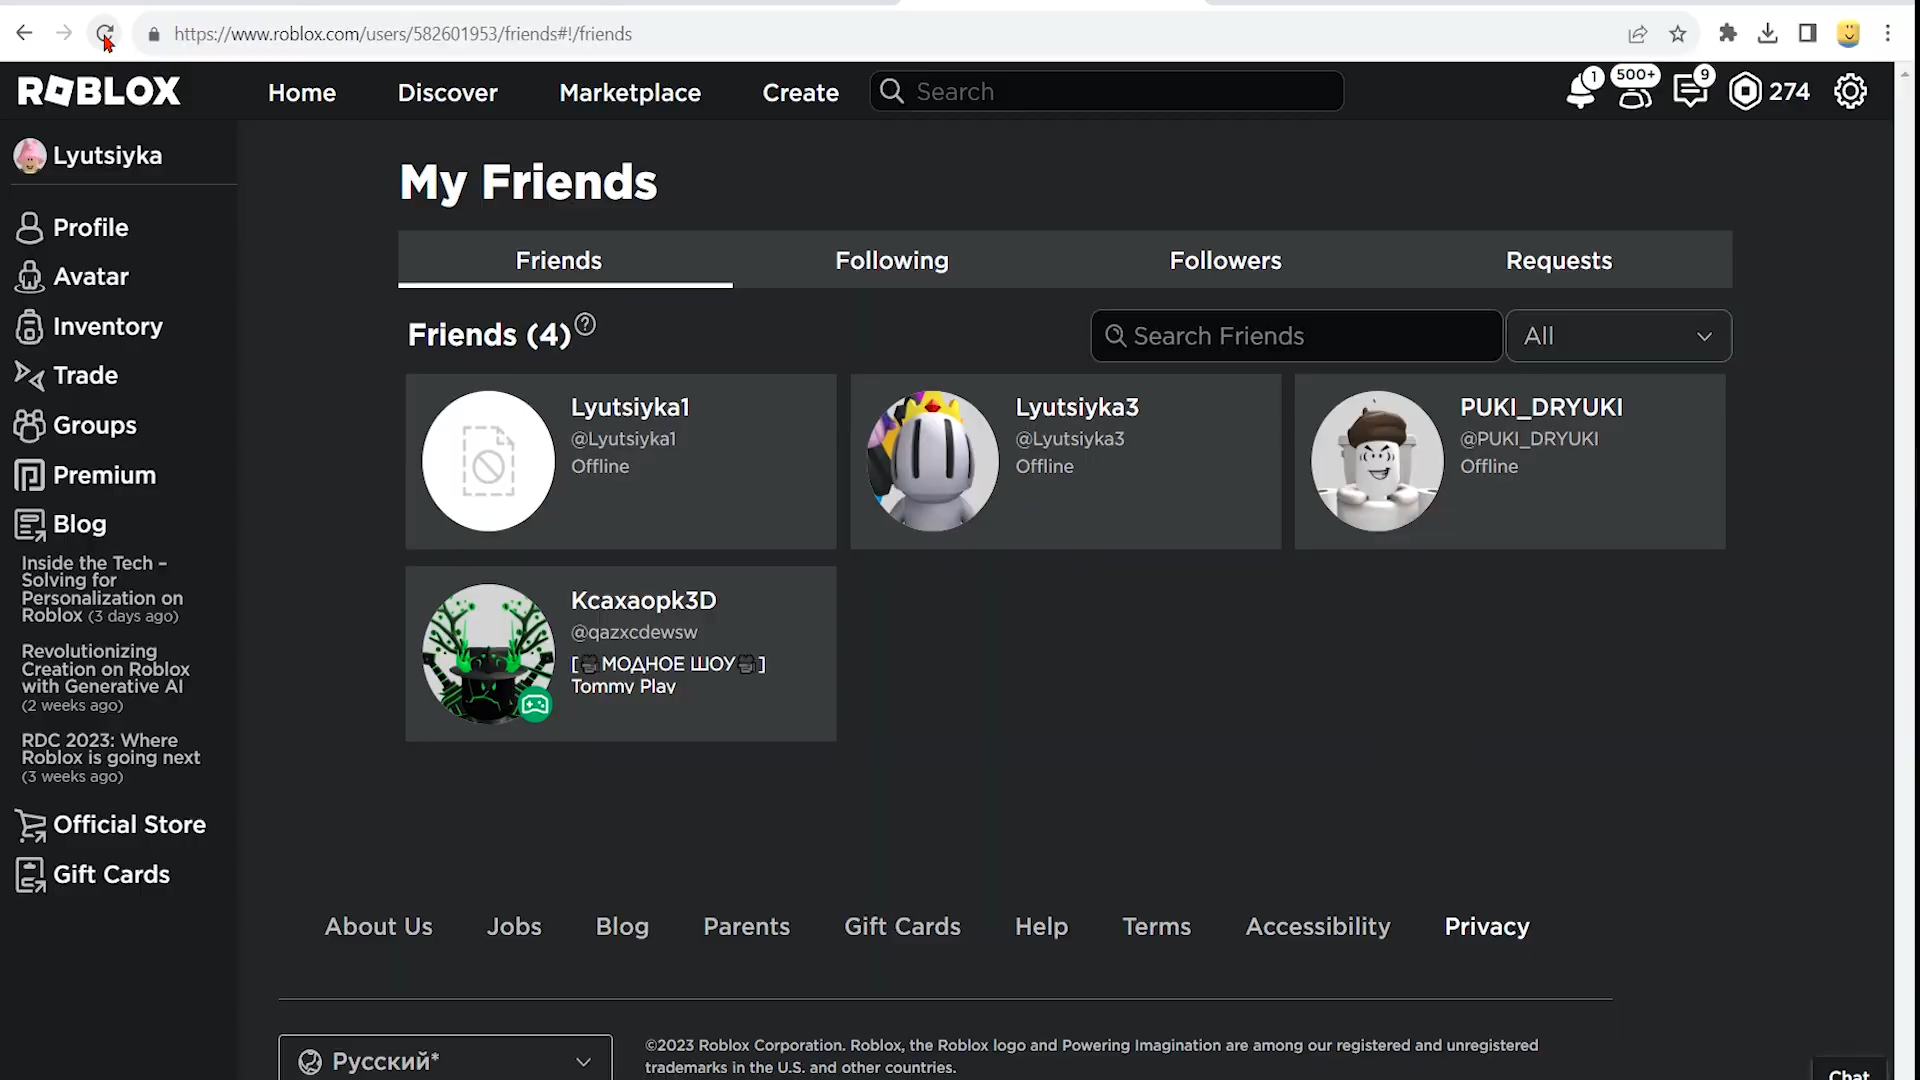 https://www.roblox.com/users/582601953/friends#!/friends
ROBLOX
Home
Discover
Marketplace
Create
Search
1
500+
9
274
Lyutsiyka
Profile
Avatar
Inventory
Trade
Groups
Premium
Blog
Inside the Tech –
Solving for
Personalization on
Roblox (3 days ago)
Revolutionizing
Creation on Roblox
with Generative AI
(2 weeks ago)
RDC 2023: Where
Roblox is going next
(3 weeks ago)
Official Store
Gift Cards
My Friends
Friends
Following
Followers
Requests
Friends (4)
Search Friends
All
Lyutsiyka1
@Lyutsiyka1
Offline
Lyutsiyka3
@Lyutsiyka3
Offline
PUKI_DRYUKI
@PUKI_DRYUKI
Offline
Kcaxaopk3D
@qazxcdewsw
[🎥МОДНОЕ ШОУ🎥]
Tommy Play
About Us
Jobs
Blog
Parents
Gift Cards
Help
Terms
Accessibility
Privacy
Русский*
©2023 Roblox Corporation. Roblox, the Roblox logo and Powering Imagination are among our registered and unregistered
trademarks in the U.S. and other countries.
Chat